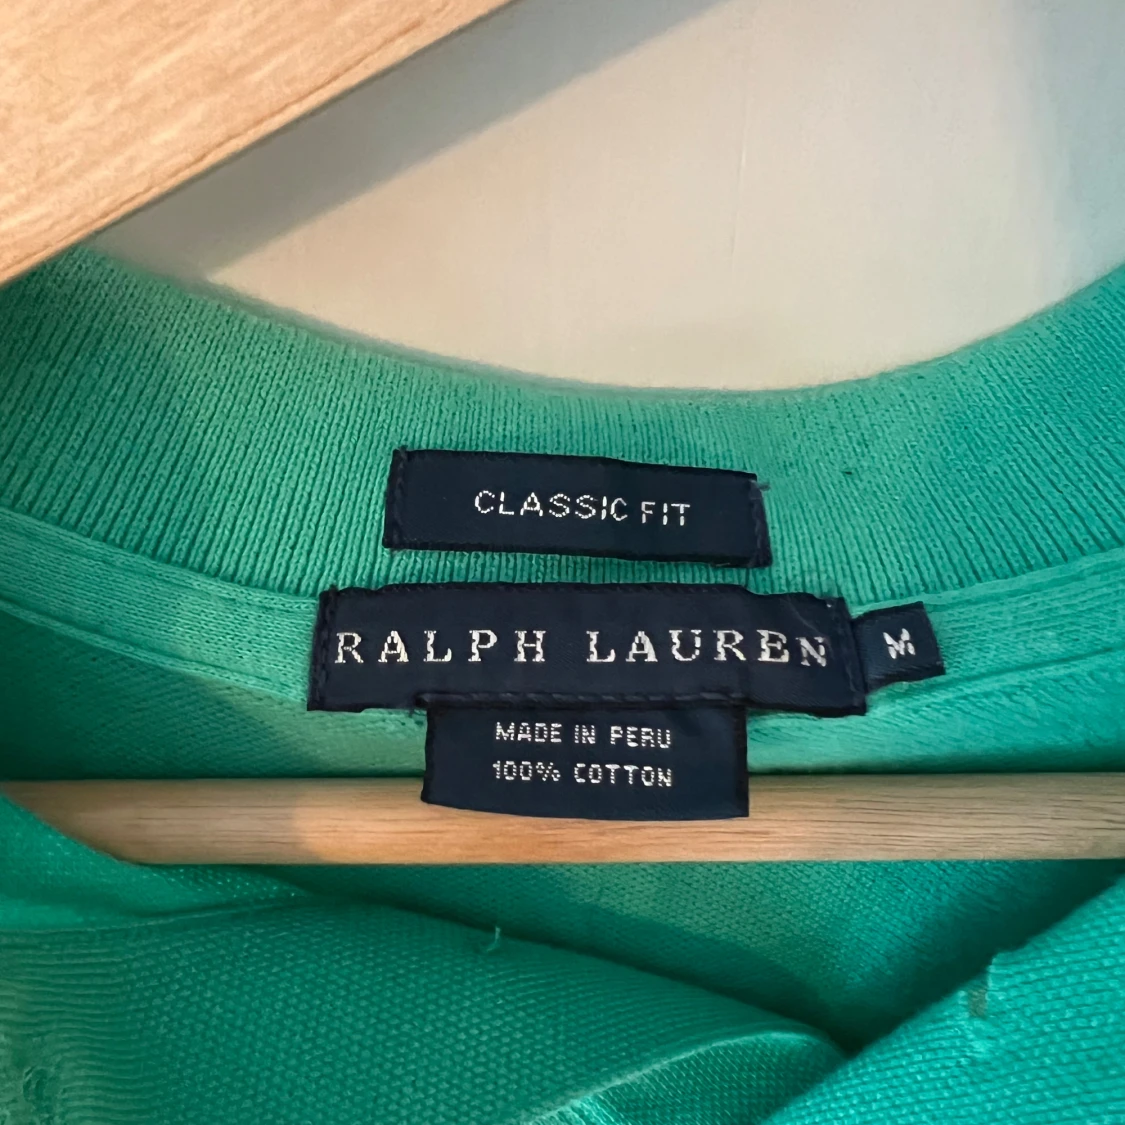 CLASSIC FIT
RALPH LAUREN
M
MADE IN PERU
100% COTTON